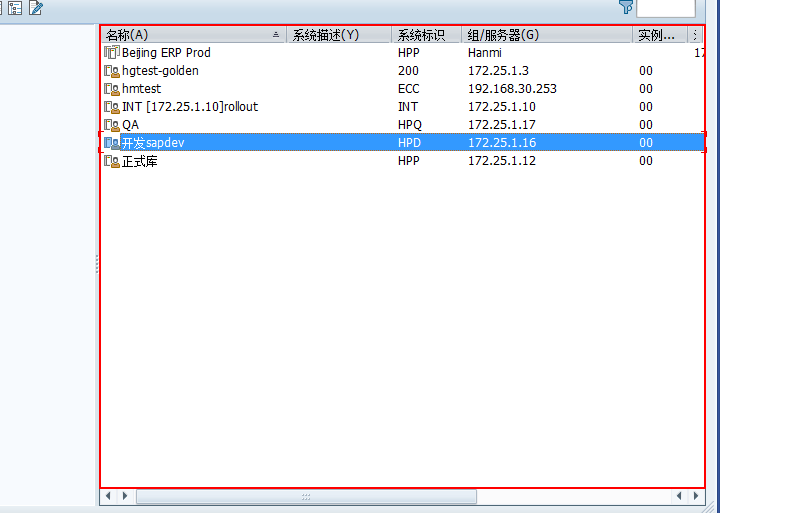 名称(A) 系统描述(Y) 系统标识 组/服务器(G) 实例...
Beijing ERP Prod HPP Hanmi 17
hgtest-golden 200 172.25.1.3 00
hmtest ECC 192.168.30.253 00
INT [172.25.1.10]rollout INT 172.25.1.10 00
QA HPQ 172.25.1.17 00
开发sapdev HPD 172.25.1.16 00
正式库 HPP 172.25.1.12 00